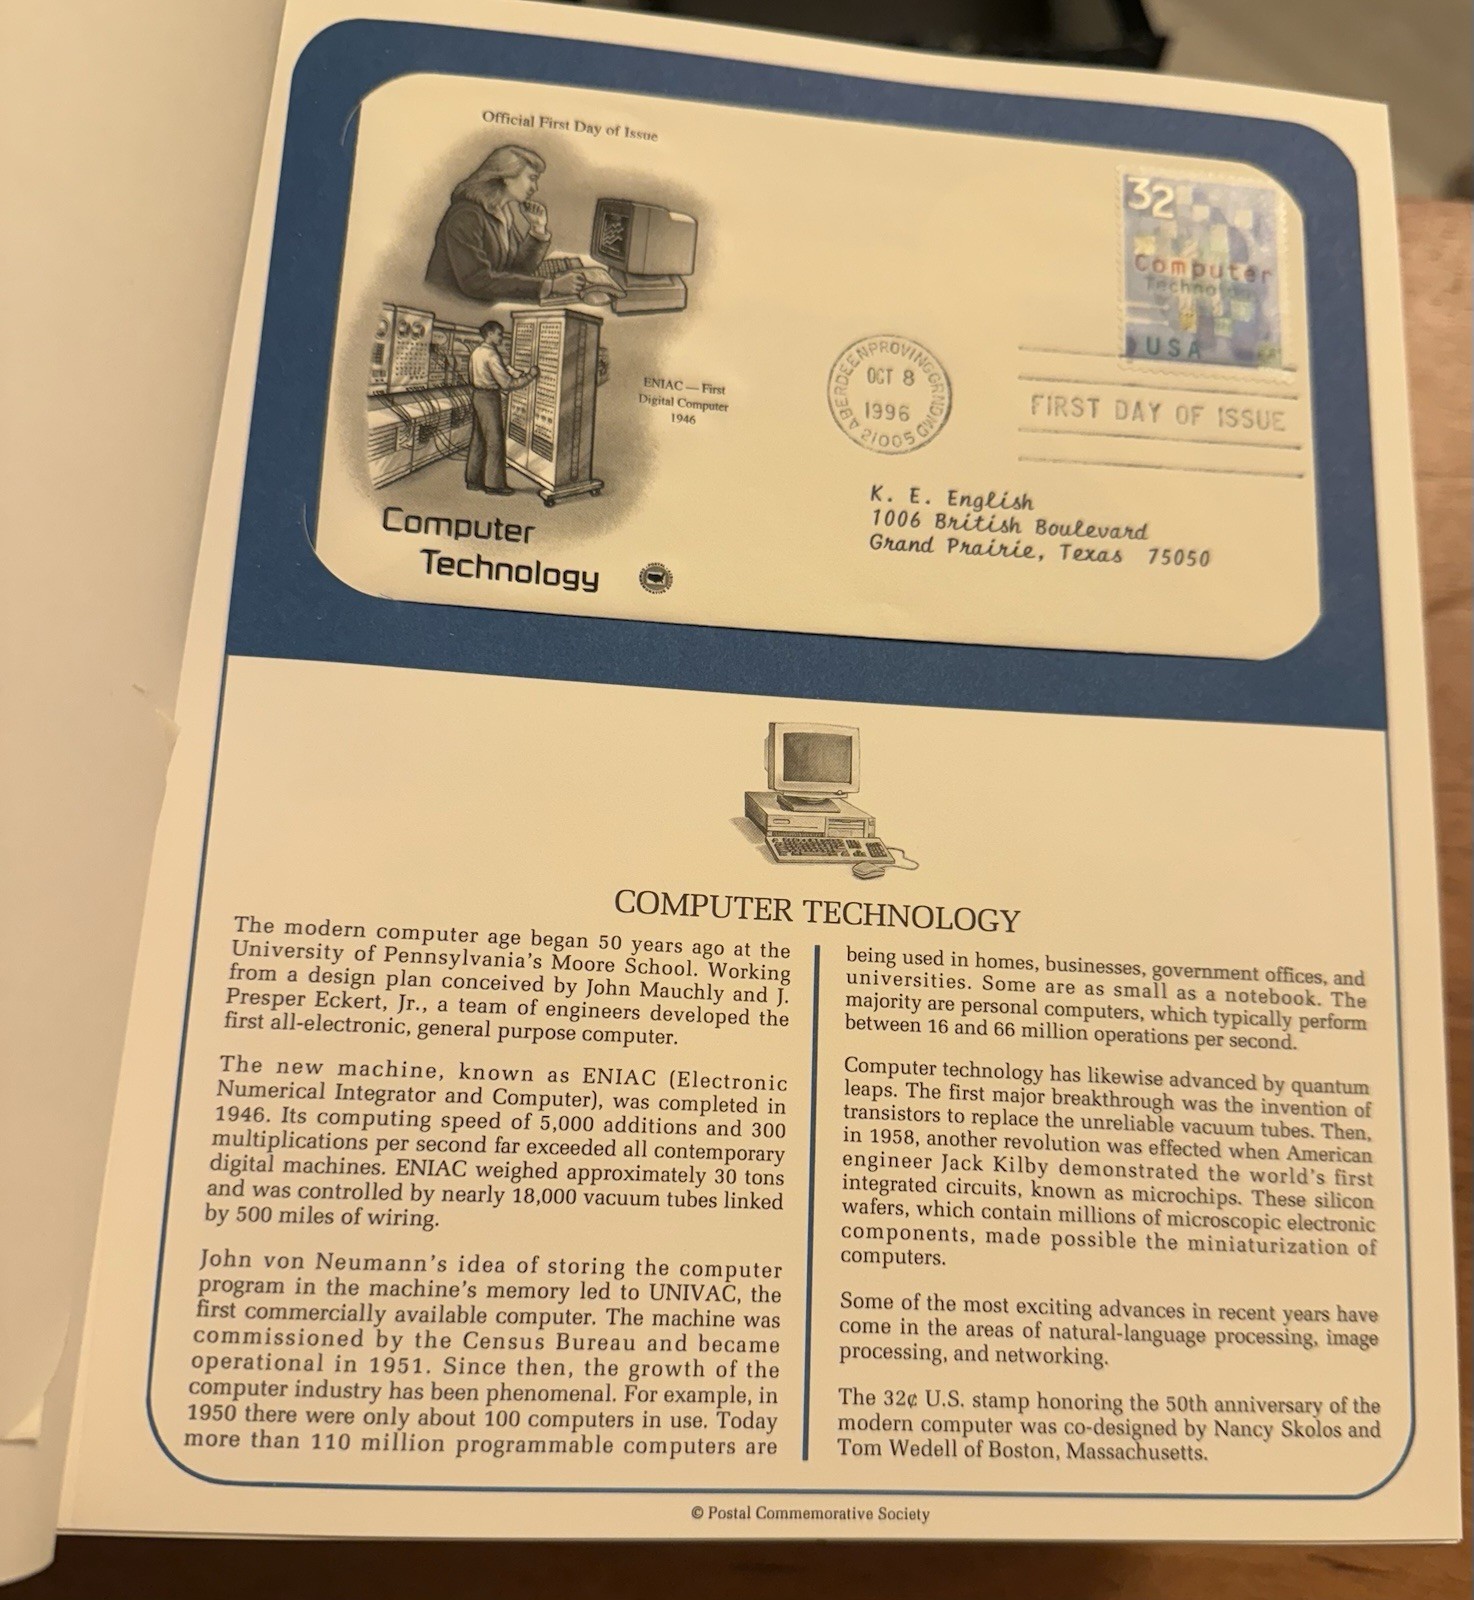 Official First Day of Issue
32
Computer
Technology
USA
ABERDEEN PROVING GRND MD
OCT 8
1996
21005
FIRST DAY OF ISSUE
ENIAC — First
Digital Computer
1946
K. E. English
1006 British Boulevard
Grand Prairie, Texas 75050
Computer
Technology
COMPUTER TECHNOLOGY
The modern computer age began 50 years ago at the
University of Pennsylvania's Moore School. Working
from a design plan conceived by John Mauchly and J.
Presper Eckert, Jr., a team of engineers developed the
first all-electronic, general purpose computer.
The new machine, known as ENIAC (Electronic
Numerical Integrator and Computer), was completed in
1946. Its computing speed of 5,000 additions and 300
multiplications per second far exceeded all contemporary
digital machines. ENIAC weighed approximately 30 tons
and was controlled by nearly 18,000 vacuum tubes linked
by 500 miles of wiring.
John von Neumann's idea of storing the computer
program in the machine's memory led to UNIVAC, the
first commercially available computer. The machine was
commissioned by the Census Bureau and became
operational in 1951. Since then, the growth of the
computer industry has been phenomenal. For example, in
1950 there were only about 100 computers in use. Today
more than 110 million programmable computers are
being used in homes, businesses, government offices, and
universities. Some are as small as a notebook. The
majority are personal computers, which typically perform
between 16 and 66 million operations per second.
Computer technology has likewise advanced by quantum
leaps. The first major breakthrough was the invention of
transistors to replace the unreliable vacuum tubes. Then,
in 1958, another revolution was effected when American
engineer Jack Kilby demonstrated the world's first
integrated circuits, known as microchips. These silicon
wafers, which contain millions of microscopic electronic
components, made possible the miniaturization of
computers.
Some of the most exciting advances in recent years have
come in the areas of natural-language processing, image
processing, and networking.
The 32¢ U.S. stamp honoring the 50th anniversary of the
modern computer was co-designed by Nancy Skolos and
Tom Wedell of Boston, Massachusetts.
© Postal Commemorative Society